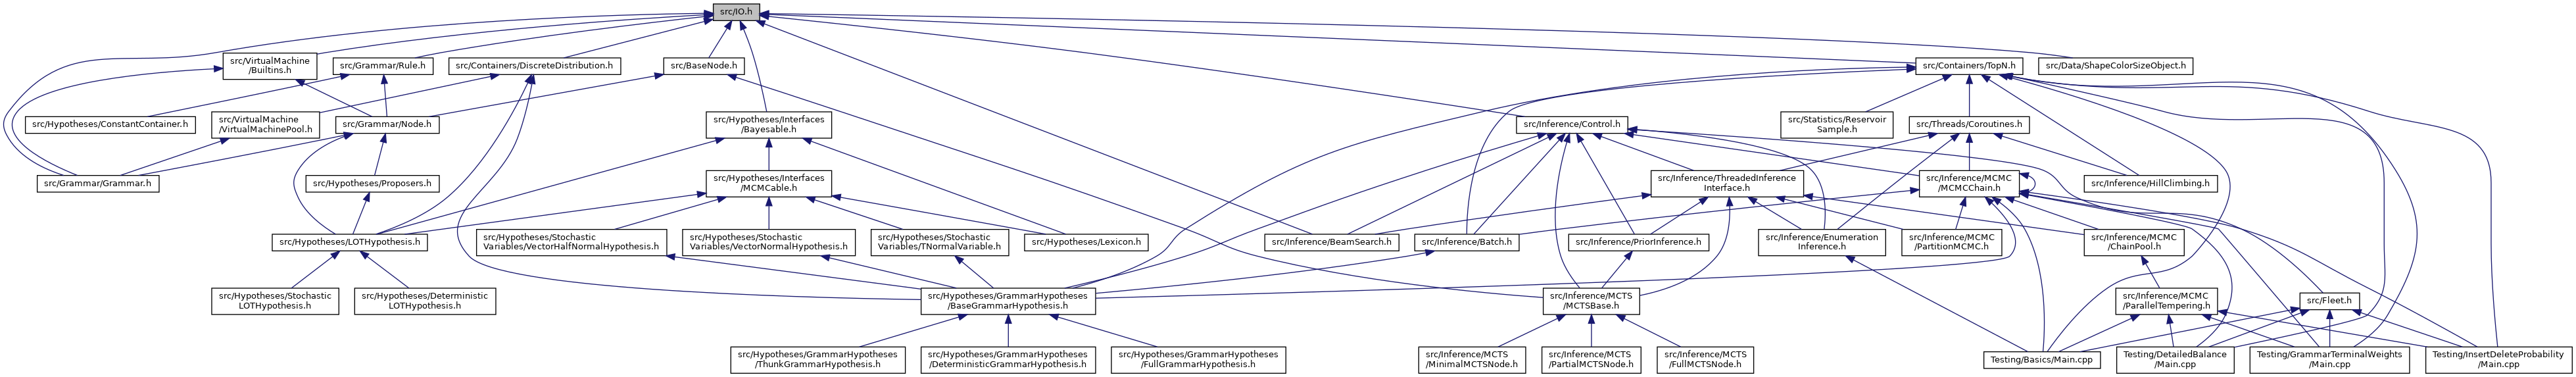 src/IO.h
src/VirtualMachine
/Builtins.h
src/Grammar/Rule.h
src/Containers/DiscreteDistribution.h
src/BaseNode.h
src/Containers/TopN.h
src/Data/ShapeColorSizeObject.h
src/Hypotheses/ConstantContainer.h
src/VirtualMachine
/VirtualMachinePool.h
src/Grammar/Node.h
src/Hypotheses/Interfaces
/Bayesable.h
src/Inference/Control.h
src/Statistics/Reservoir
Sample.h
src/Threads/Coroutines.h
src/Grammar/Grammar.h
src/Hypotheses/Proposers.h
src/Hypotheses/Interfaces
/MCMCable.h
src/Inference/ThreadedInference
Interface.h
src/Inference/MCMC
/MCMCChain.h
src/Inference/HillClimbing.h
src/Hypotheses/LOTHypothesis.h
src/Hypotheses/Stochastic
Variables/VectorHalfNormalHypothesis.h
src/Hypotheses/Stochastic
Variables/VectorNormalHypothesis.h
src/Hypotheses/Stochastic
Variables/TNormalVariable.h
src/Hypotheses/Lexicon.h
src/Inference/BeamSearch.h
src/Inference/Batch.h
src/Inference/PriorInference.h
src/Inference/Enumeration
Inference.h
src/Inference/MCMC
/PartitionMCMC.h
src/Inference/MCMC
/ChainPool.h
src/Hypotheses/Stochastic
LOTHypothesis.h
src/Hypotheses/Deterministic
LOTHypothesis.h
src/Hypotheses/GrammarHypotheses
/BaseGrammarHypothesis.h
src/Inference/MCTS
/MCTSBase.h
src/Inference/MCMC
/ParallelTempering.h
src/Fleet.h
src/Hypotheses/GrammarHypotheses
/ThunkGrammarHypothesis.h
src/Hypotheses/GrammarHypotheses
/DeterministicGrammarHypothesis.h
src/Hypotheses/GrammarHypotheses
/FullGrammarHypothesis.h
src/Inference/MCTS
/MinimalMCTSNode.h
src/Inference/MCTS
/PartialMCTSNode.h
src/Inference/MCTS
/FullMCTSNode.h
Testing/Basics/Main.cpp
Testing/DetailedBalance
/Main.cpp
Testing/GrammarTerminalWeights
/Main.cpp
Testing/InsertDeleteProbability
/Main.cpp